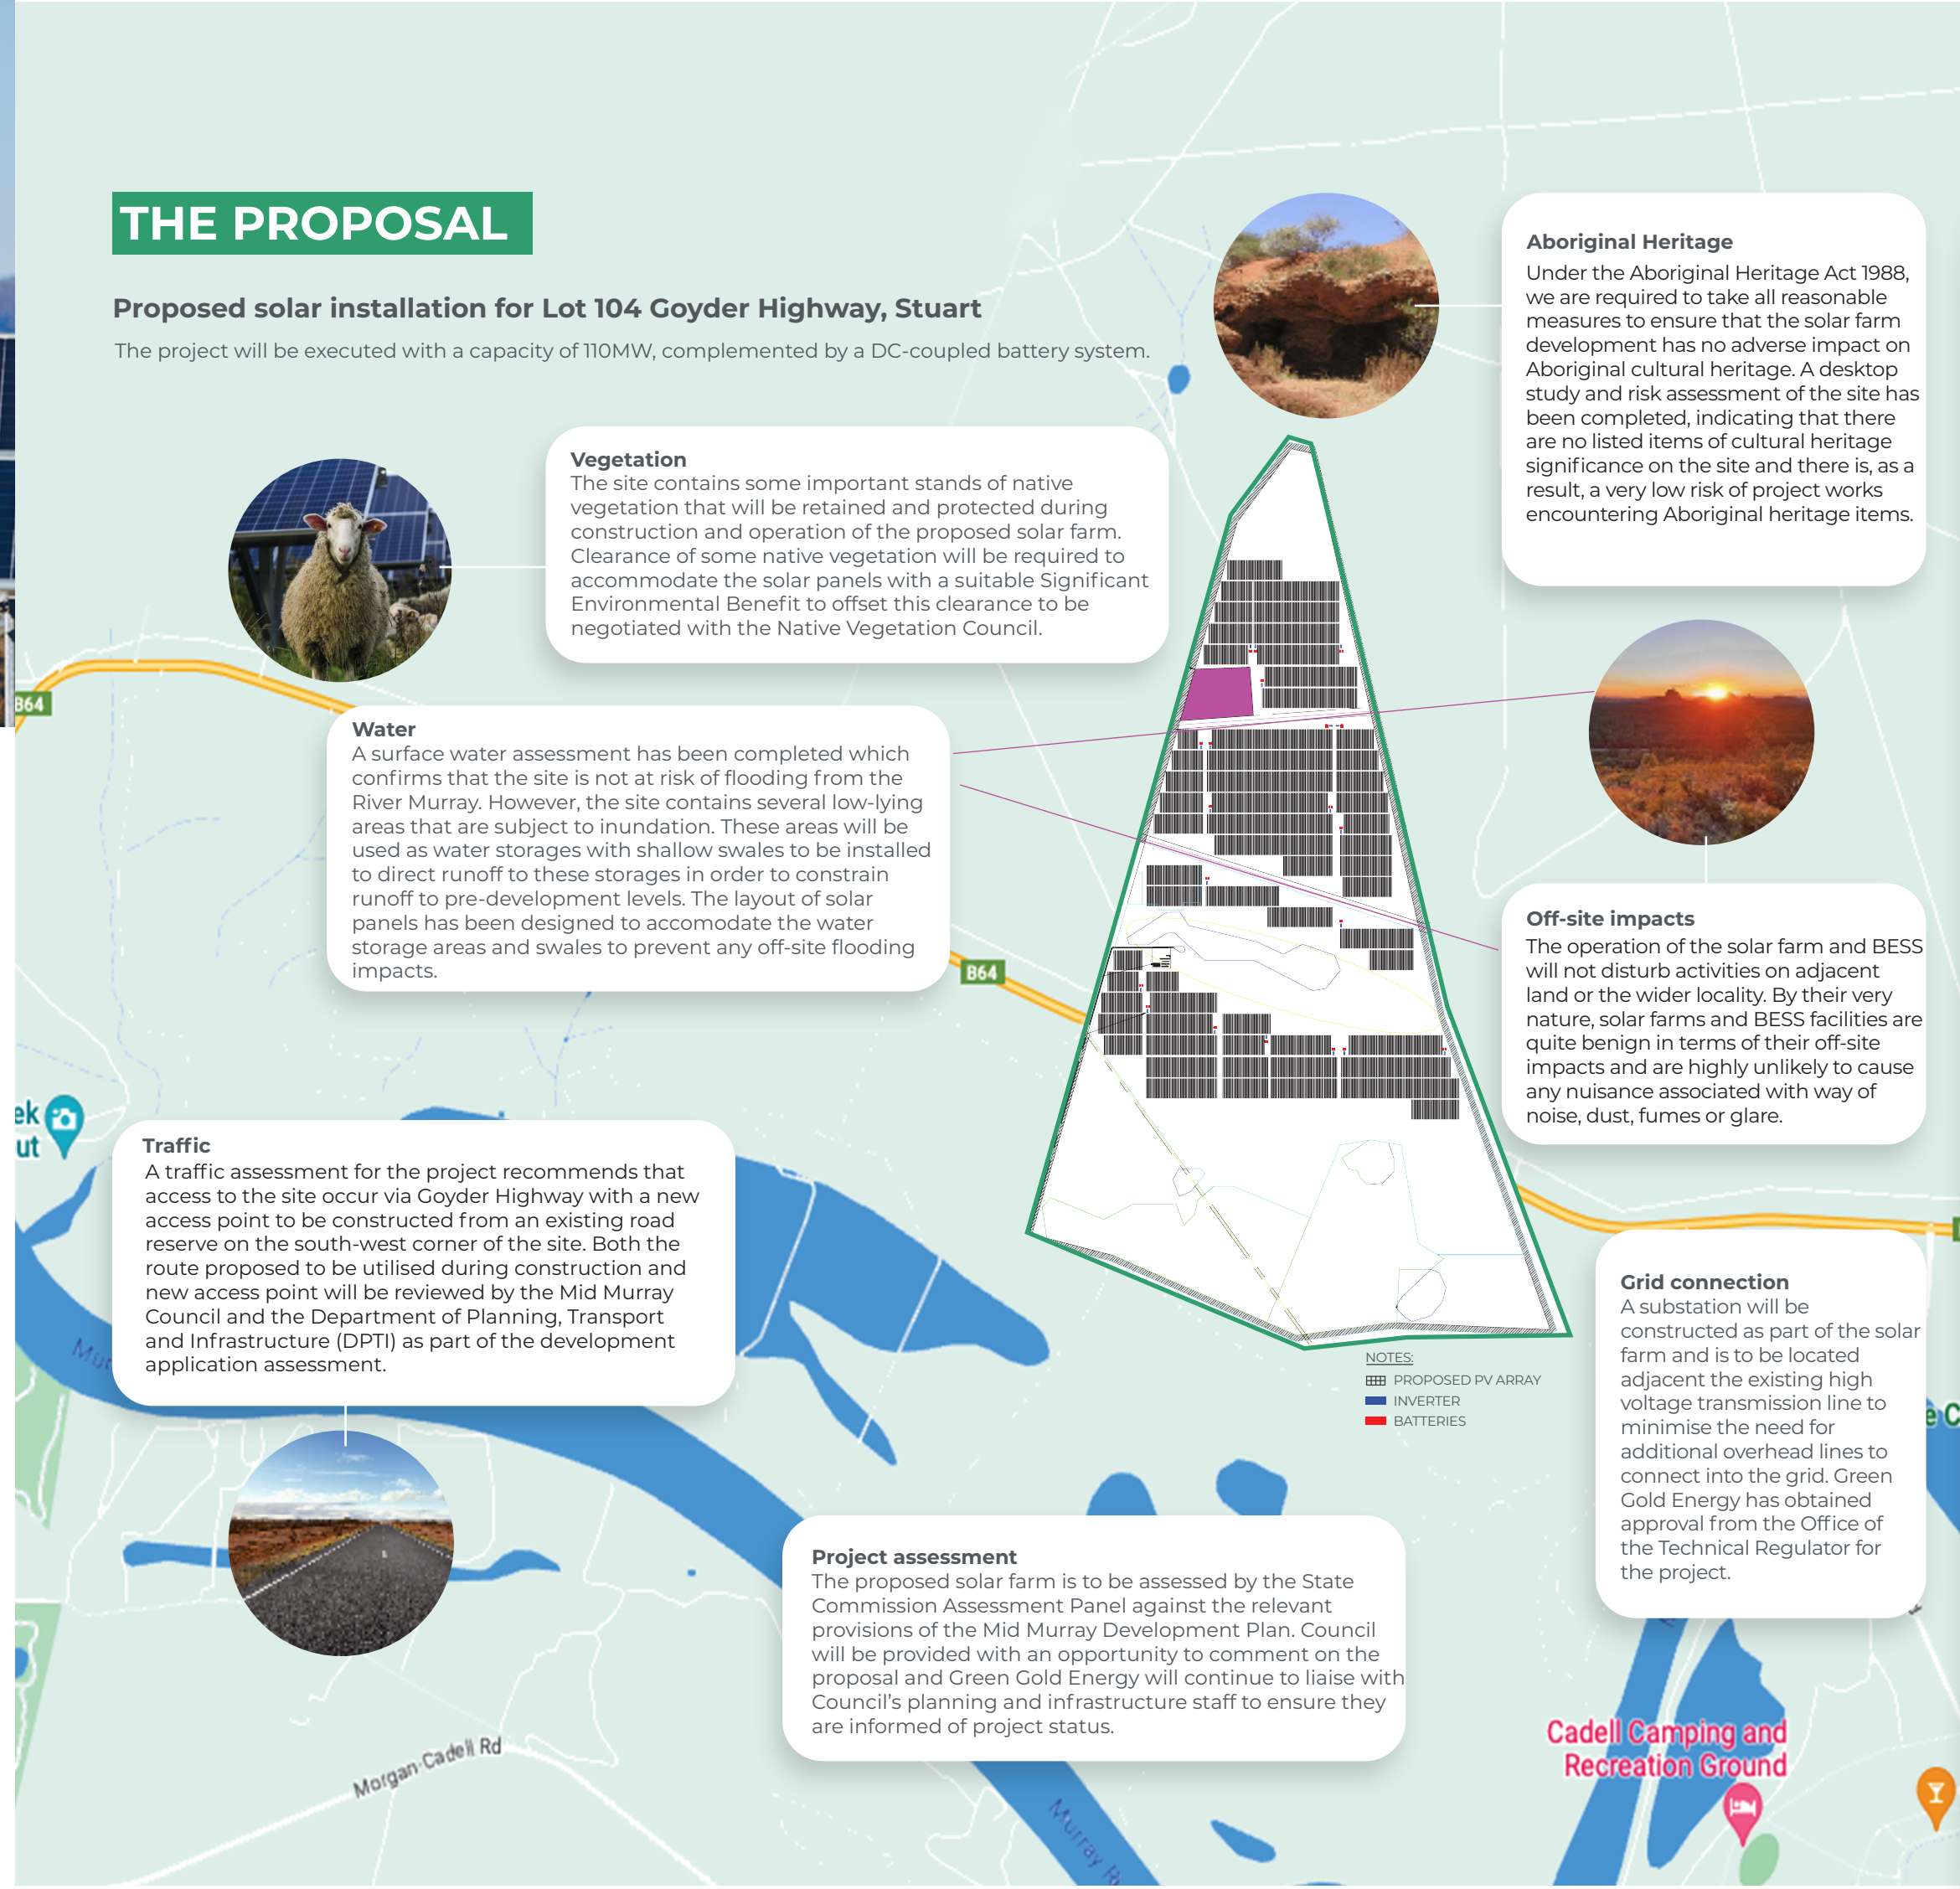 THE PROPOSAL
Proposed solar installation for Lot 104 Goyder Highway, Stuart
The project will be executed with a capacity of 110MW, complemented by a DC-coupled battery system.
Aboriginal Heritage
Under the Aboriginal Heritage Act 1988,
we are required to take all reasonable
measures to ensure that the solar farm
development has no adverse impact on
Aboriginal cultural heritage. A desktop
study and risk assessment of the site has
been completed, indicating that there
are no listed items of cultural heritage
significance on the site and there is, as a
result, a very low risk of project works
encountering Aboriginal heritage items.
Vegetation
The site contains some important stands of native
vegetation that will be retained and protected during
construction and operation of the proposed solar farm.
Clearance of some native vegetation will be required to
accommodate the solar panels with a suitable Significant
Environmental Benefit to offset this clearance to be
negotiated with the Native Vegetation Council.
B64
Water
A surface water assessment has been completed which
confirms that the site is not at risk of flooding from the
River Murray. However, the site contains several low-lying
areas that are subject to inundation. These areas will be
used as water storages with shallow swales to be installed
to direct runoff to these storages in order to constrain
runoff to pre-development levels. The layout of solar
panels has been designed to accomodate the water
storage areas and swales to prevent any off-site flooding
impacts.
B64
Off-site impacts
The operation of the solar farm and BESS
will not disturb activities on adjacent
land or the wider locality. By their very
nature, solar farms and BESS facilities are
quite benign in terms of their off-site
impacts and are highly unlikely to cause
any nuisance associated with way of
noise, dust, fumes or glare.
ek
ut
Traffic
A traffic assessment for the project recommends that
access to the site occur via Goyder Highway with a new
access point to be constructed from an existing road
reserve on the south-west corner of the site. Both the
route proposed to be utilised during construction and
new access point will be reviewed by the Mid Murray
Council and the Department of Planning, Transport
and Infrastructure (DPTI) as part of the development
application assessment.
Mur
NOTES:
PROPOSED PV ARRAY
INVERTER
BATTERIES
Grid connection
A substation will be
constructed as part of the solar
farm and is to be located
adjacent the existing high
voltage transmission line to
minimise the need for
additional overhead lines to
connect into the grid. Green
Gold Energy has obtained
approval from the Office of
the Technical Regulator for
the project.
e C
Project assessment
The proposed solar farm is to be assessed by the State
Commission Assessment Panel against the relevant
provisions of the Mid Murray Development Plan. Council
will be provided with an opportunity to comment on the
proposal and Green Gold Energy will continue to liaise with
Council’s planning and infrastructure staff to ensure they
are informed of project status.
Morgan-Cadell Rd
Murray Ri
Cadell Camping and
Recreation Ground